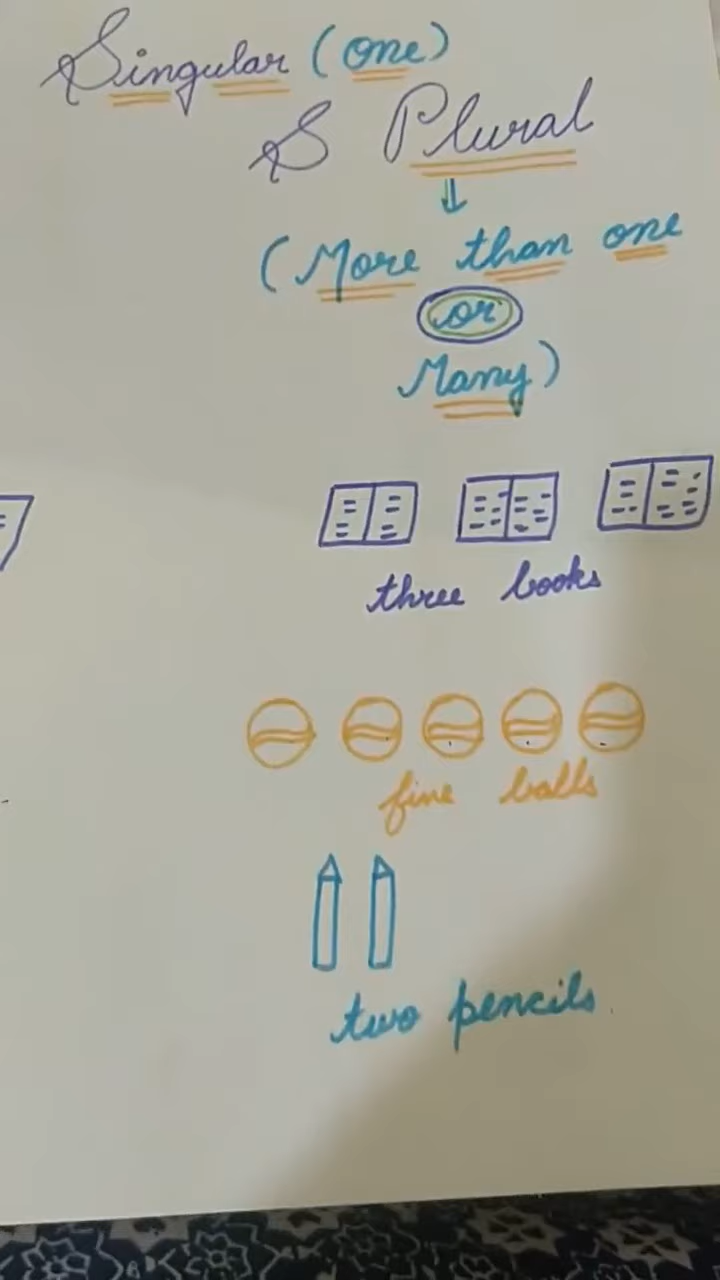 Singular (one)
S Plural
(More than one
or
Many)
three books
five balls
two pencils